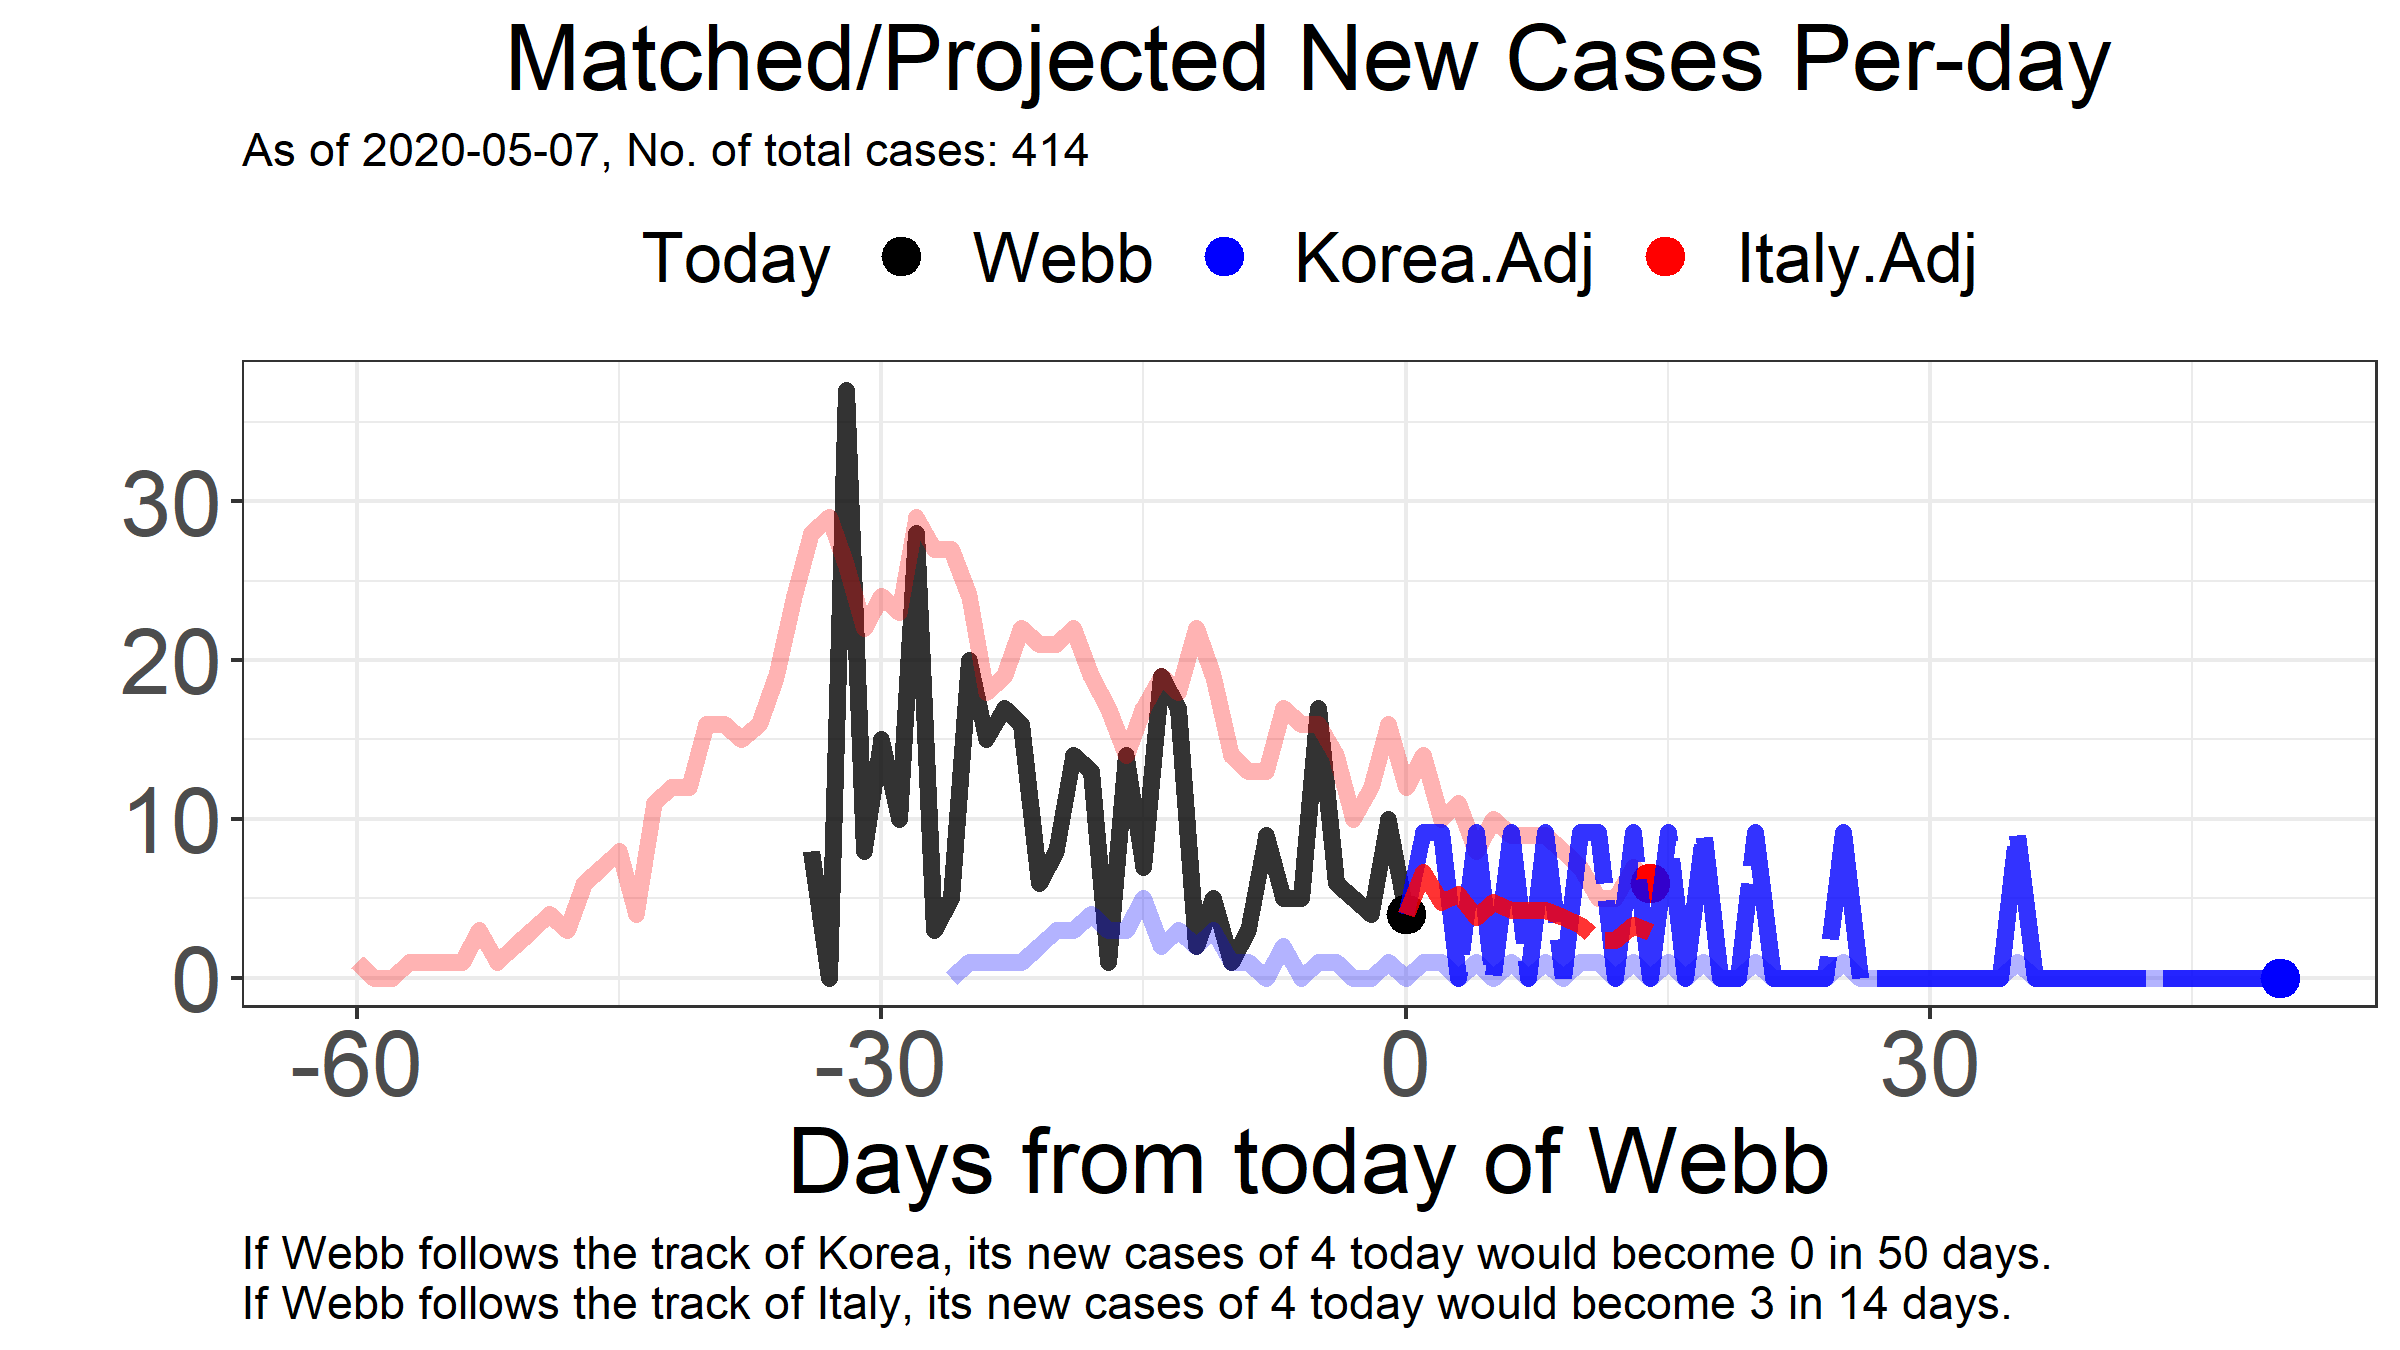 Matched/Projected New Cases Per-day
As of 2020-05-07, No. of total cases: 414
Today Webb Korea.Adj Italy.Adj
30
20
10
0
-60 -30 0 30
Days from today of Webb
If Webb follows the track of Korea, its new cases of 4 today would become 0 in 50 days.
If Webb follows the track of Italy, its new cases of 4 today would become 3 in 14 days.